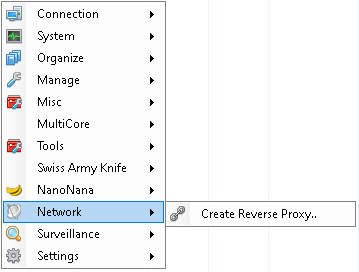 Connection
System
Organize
Manage
Misc
MultiCore
Tools
Swiss Army Knife
NanoNana
Network
Create Reverse Proxy..
Surveillance
Settings